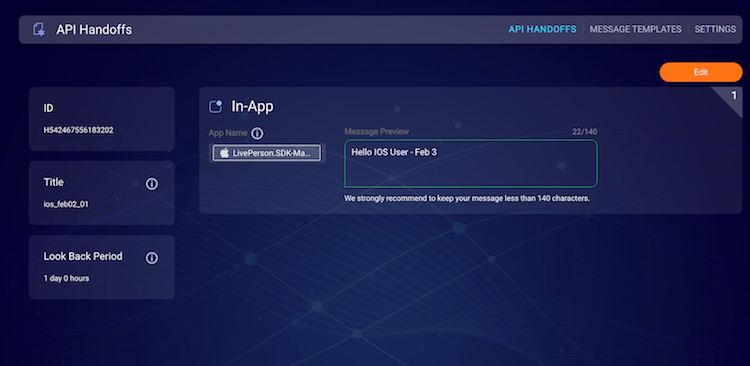 API Handoffs
API HANDOFFS
MESSAGE TEMPLATES
SETTINGS
Edit
ID
H542467556183202
Title
ios_feb02_01
Look Back Period
1 day 0 hours
In-App
1
App Name
LivePerson.SDK-Ma...
Message Preview
22/140
Hello IOS User - Feb 3
We strongly recommend to keep your message less than 140 characters.